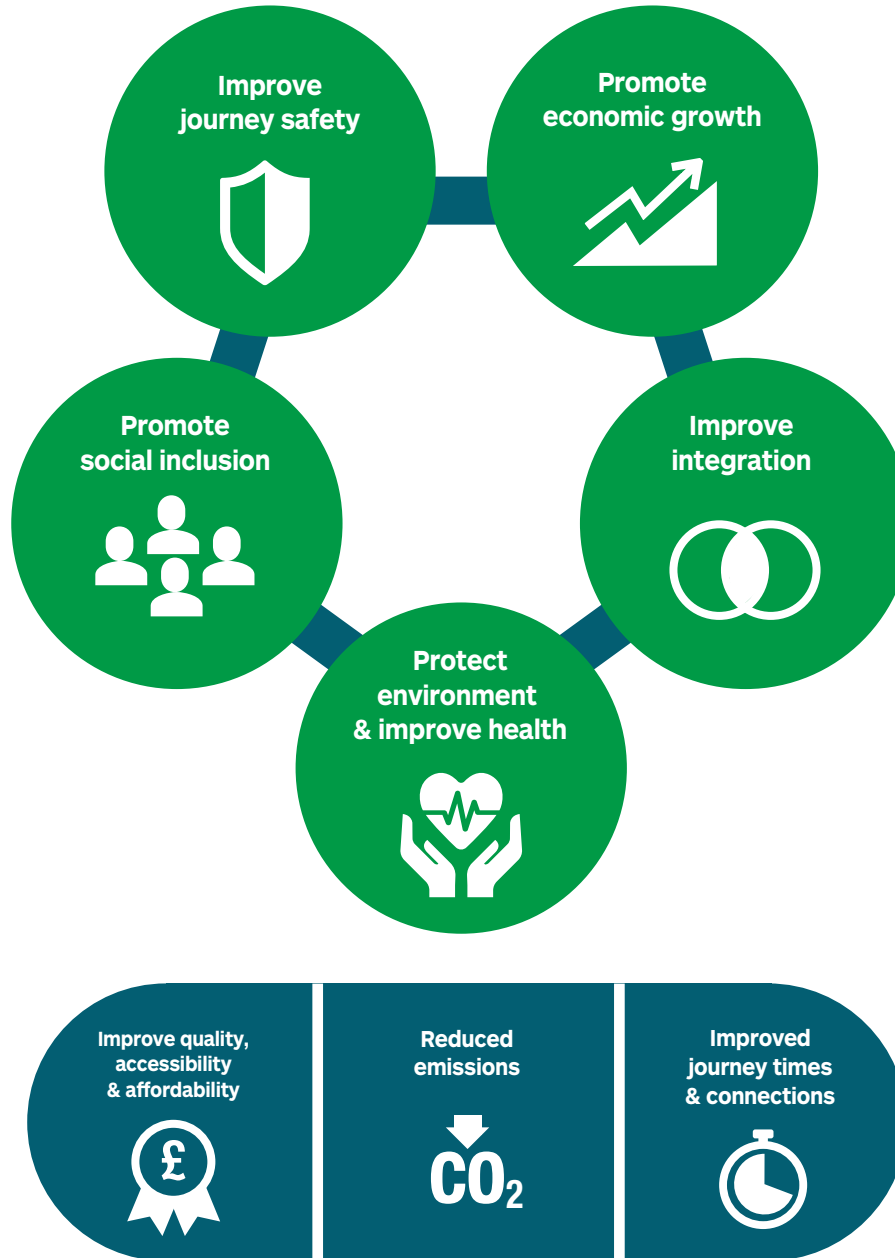 Improve
journey safety
Promote
economic growth
Promote
social inclusion
Improve
integration
Protect
environment
& improve health
Improve quality,
accessibility
& affordability
£
Reduced
emissions
CO₂
Improved
journey times
& connections